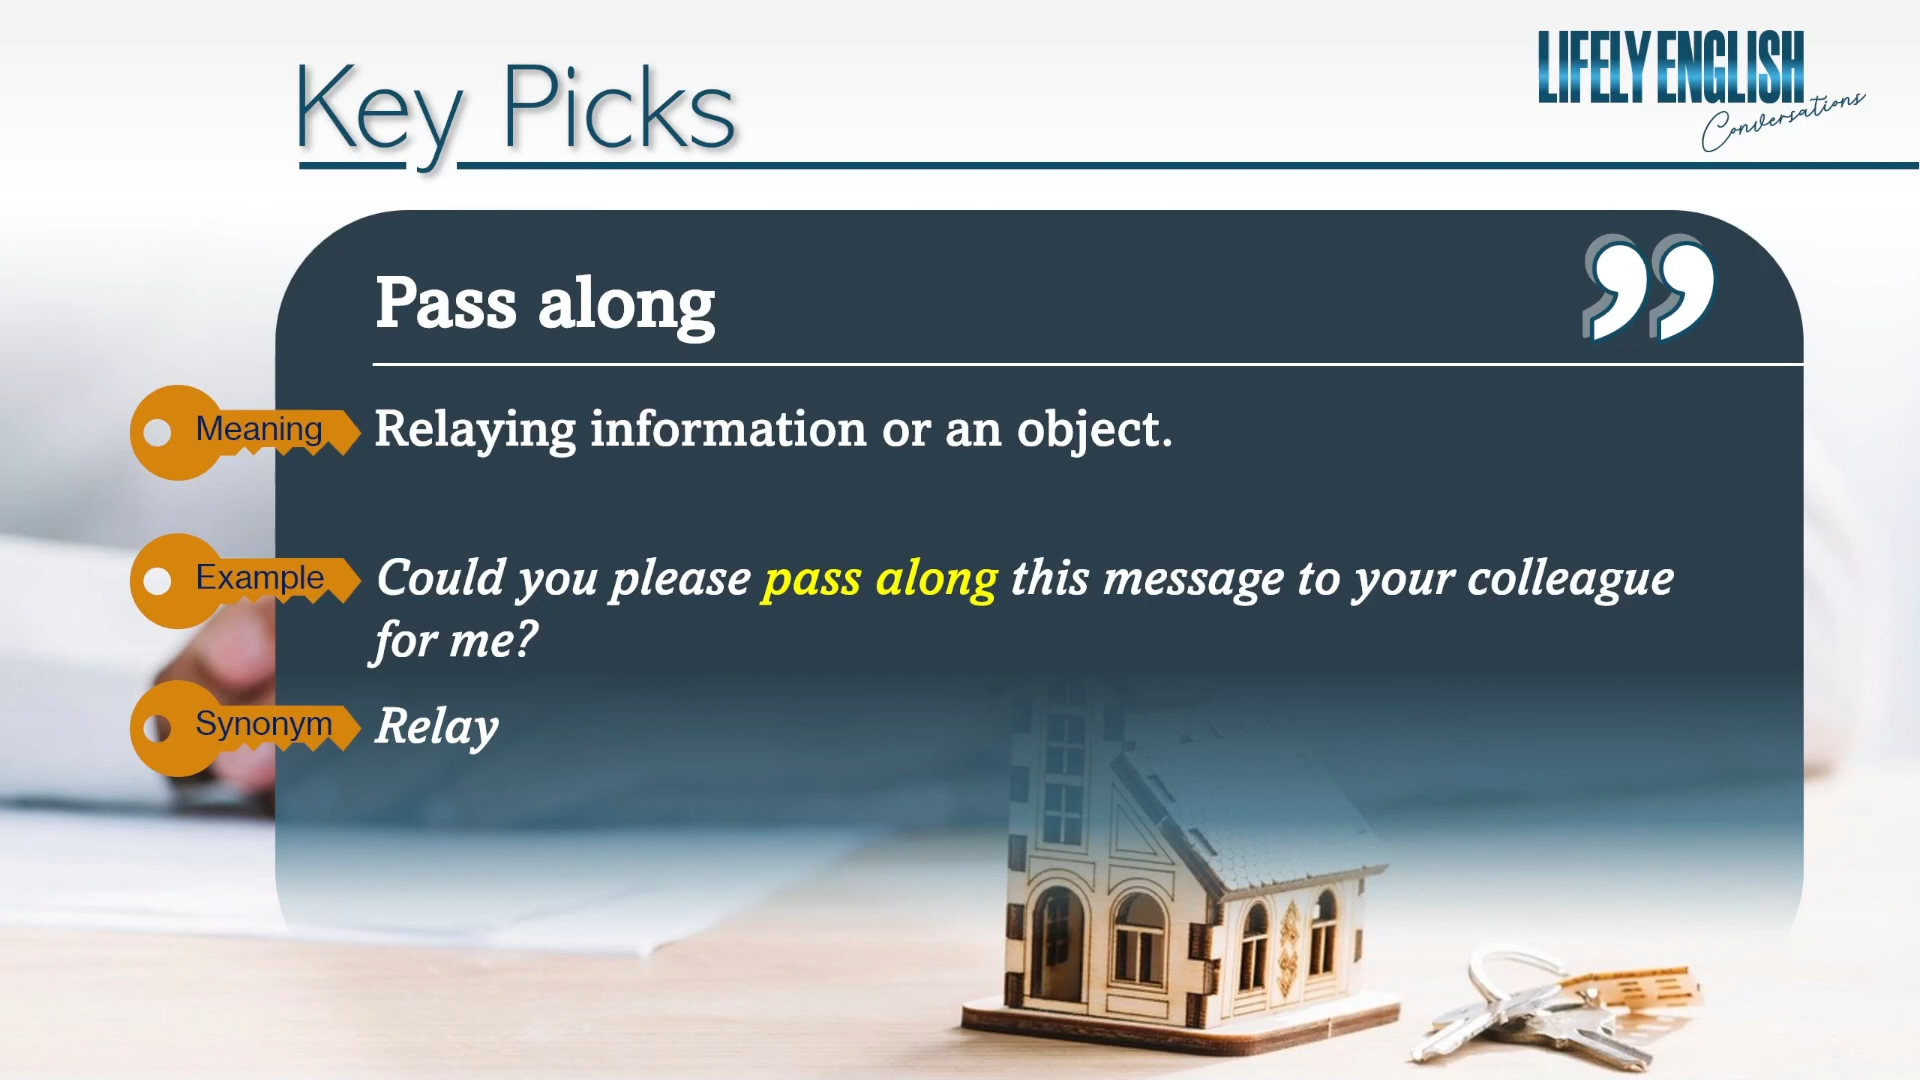 Key Picks
LIFELY ENGLISH
Conversations
Pass along
Meaning
Relaying information or an object.
Example
Could you please pass along this message to your colleague
for me?
Synonym
Relay